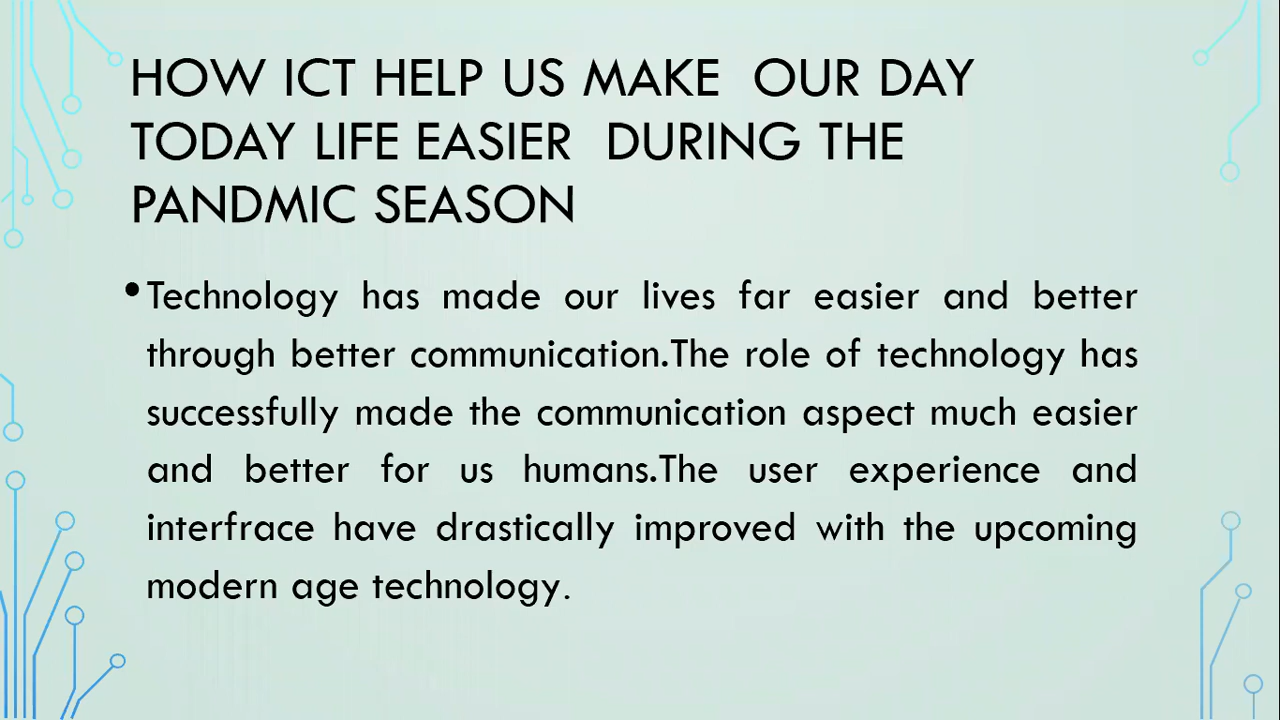 HOW ICT HELP US MAKE  OUR DAY
TODAY LIFE EASIER  DURING THE
PANDMIC SEASON
•Technology has made our lives far easier and better
through better communication.The role of technology has
successfully made the communication aspect much easier
and better for us humans.The user experience and
interfrace have drastically improved with the upcoming
modern age technology.